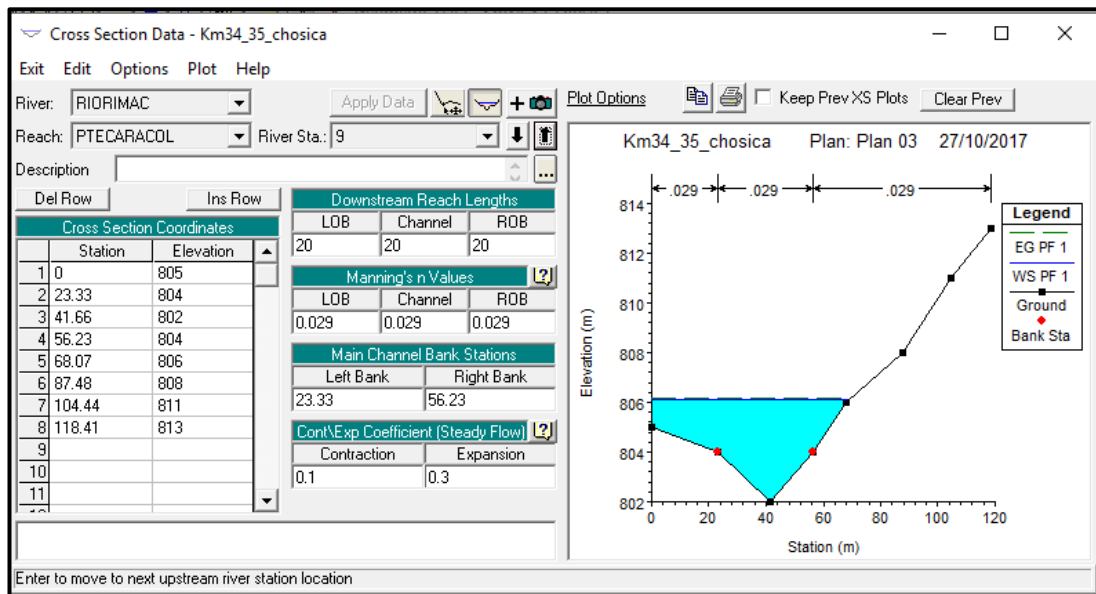 Cross Section Data - Km34_35_chosica
Exit Edit Options Plot Help
River: RIORIMAC Apply Data + Plot Options Keep Prev XS Plots Clear Prev
Reach: PTECARACOL River Sta.: 9
Description ...
Del Row Ins Row
Cross Section Coordinates
Station Elevation
1 0 805
2 23.33 804
3 41.66 802
4 56.23 804
5 68.07 806
6 87.48 808
7 104.44 811
8 118.41 813
9
10
11
Downstream Reach Lengths
LOB Channel ROB
20 20 20
Manning's n Values ?
LOB Channel ROB
0.029 0.029 0.029
Main Channel Bank Stations
Left Bank Right Bank
23.33 56.23
Cont\Exp Coefficient (Steady Flow) ?
Contraction Expansion
0.1 0.3
Km34_35_chosica Plan: Plan 03 27/10/2017
.029 .029 .029
814
812
810
808
806
804
802
Elevation (m)
0 20 40 60 80 100 120
Station (m)
Legend
EG PF 1
WS PF 1
Ground
Bank Sta
Enter to move to next upstream river station location